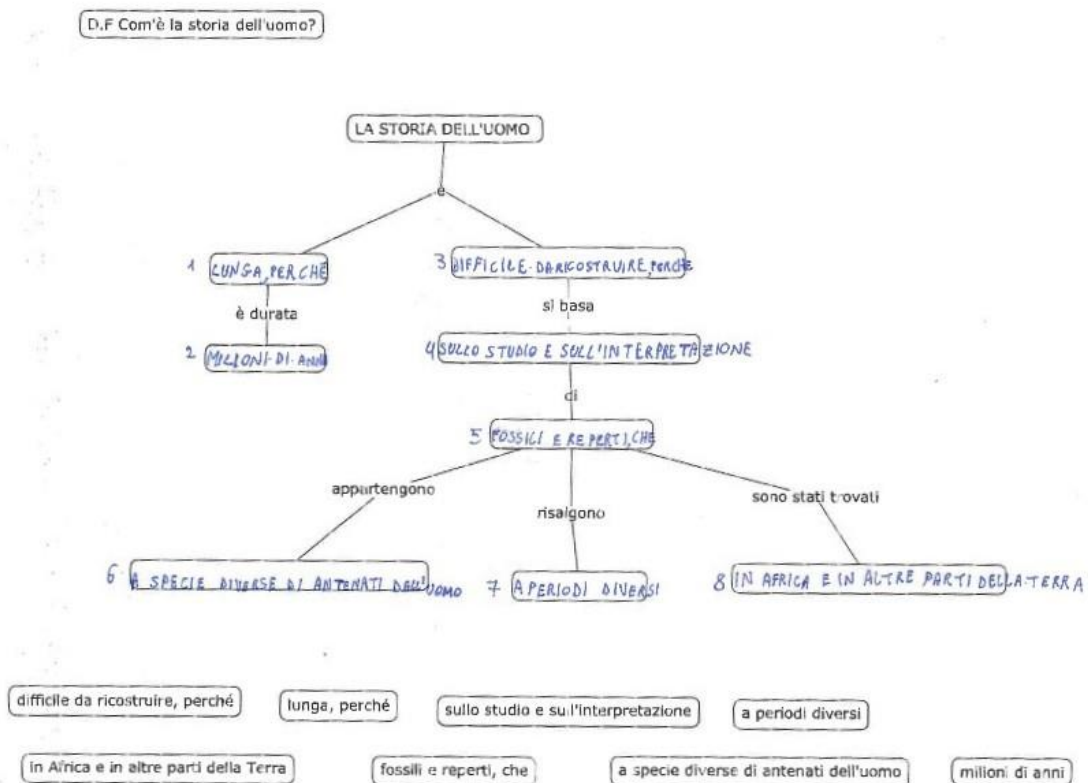 D.F Com'è la storia dell'uomo?
LA STORIA DELL'UOMO
è
1 LUNGA, PERCHÉ
3 DIFFICILE DA RICOSTRUIRE, PERCHÉ
è durata
si basa
2 MILIONI DI ANNI
4 SULLO STUDIO E SULL'INTERPRETAZIONE
di
5 FOSSILI E REPERTI, CHE
appartengono
risalgono
sono stati trovati
6 A SPECIE DIVERSE DI ANTENATI DELL'UOMO
7 A PERIODI DIVERSI
8 IN AFRICA E IN ALTRE PARTI DELLA TERRA
difficile da ricostruire, perché
lunga, perché
sullo studio e sull'interpretazione
a periodi diversi
in Africa e in altre parti della Terra
fossili e reperti, che
a specie diverse di antenati dell'uomo
milioni di anni